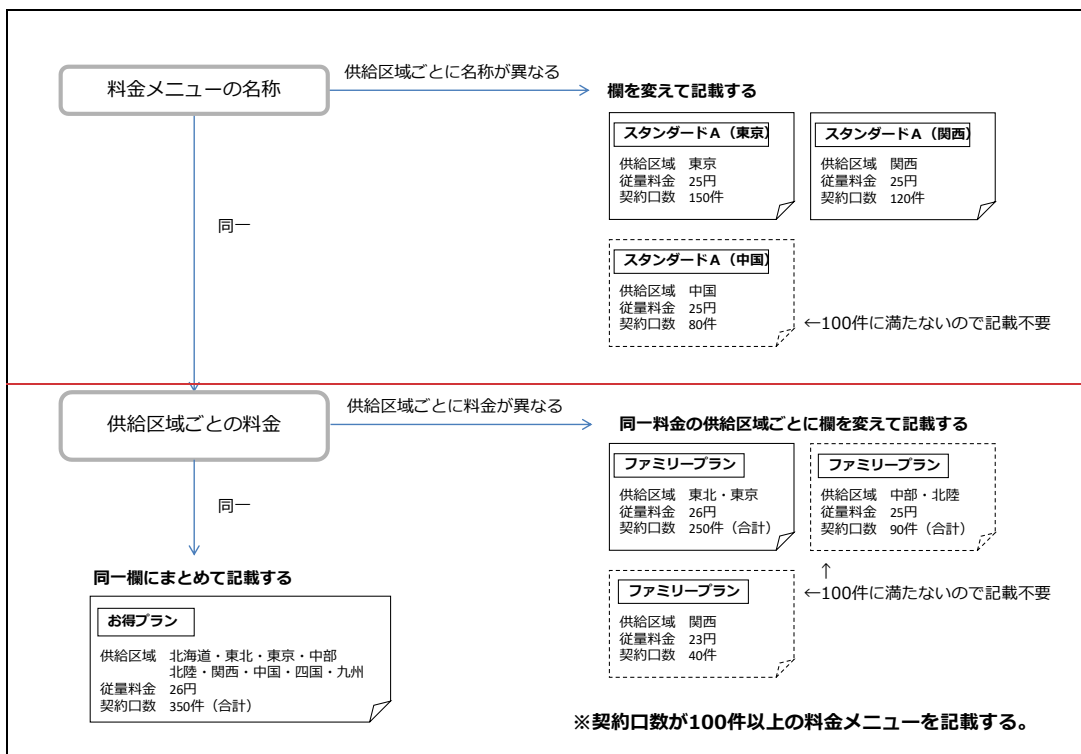 料金メニューの名称
供給区域ごとに名称が異なる
欄を変えて記載する
スタンダードA（東京）
供給区域 東京
従量料金 25円
契約口数 150件
スタンダードA（関西）
供給区域 関西
従量料金 25円
契約口数 120件
同一
スタンダードA（中国）
供給区域 中国
従量料金 25円
契約口数 80件
←100件に満たないので記載不要
供給区域ごとの料金
供給区域ごとに料金が異なる
同一料金の供給区域ごとに欄を変えて記載する
ファミリープラン
供給区域 東北・東京
従量料金 26円
契約口数 250件（合計）
ファミリープラン
供給区域 中部・北陸
従量料金 25円
契約口数 90件（合計）
同一
↑
←100件に満たないので記載不要
ファミリープラン
供給区域 関西
従量料金 23円
契約口数 40件
同一欄にまとめて記載する
お得プラン
供給区域 北海道・東北・東京・中部
北陸・関西・中国・四国・九州
従量料金 26円
契約口数 350件（合計）
※契約口数が100件以上の料金メニューを記載する。